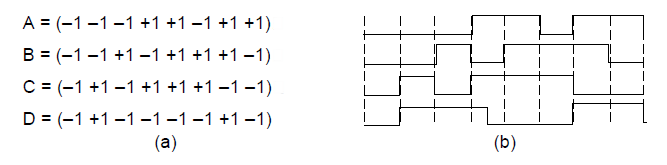 A = (–1 –1 –1 +1 +1 –1 +1 +1)
B = (–1 –1 +1 –1 +1 +1 +1 –1)
C = (–1 +1 –1 +1 +1 +1 –1 –1)
D = (–1 +1 –1 –1 –1 –1 +1 –1)
(a) (b)